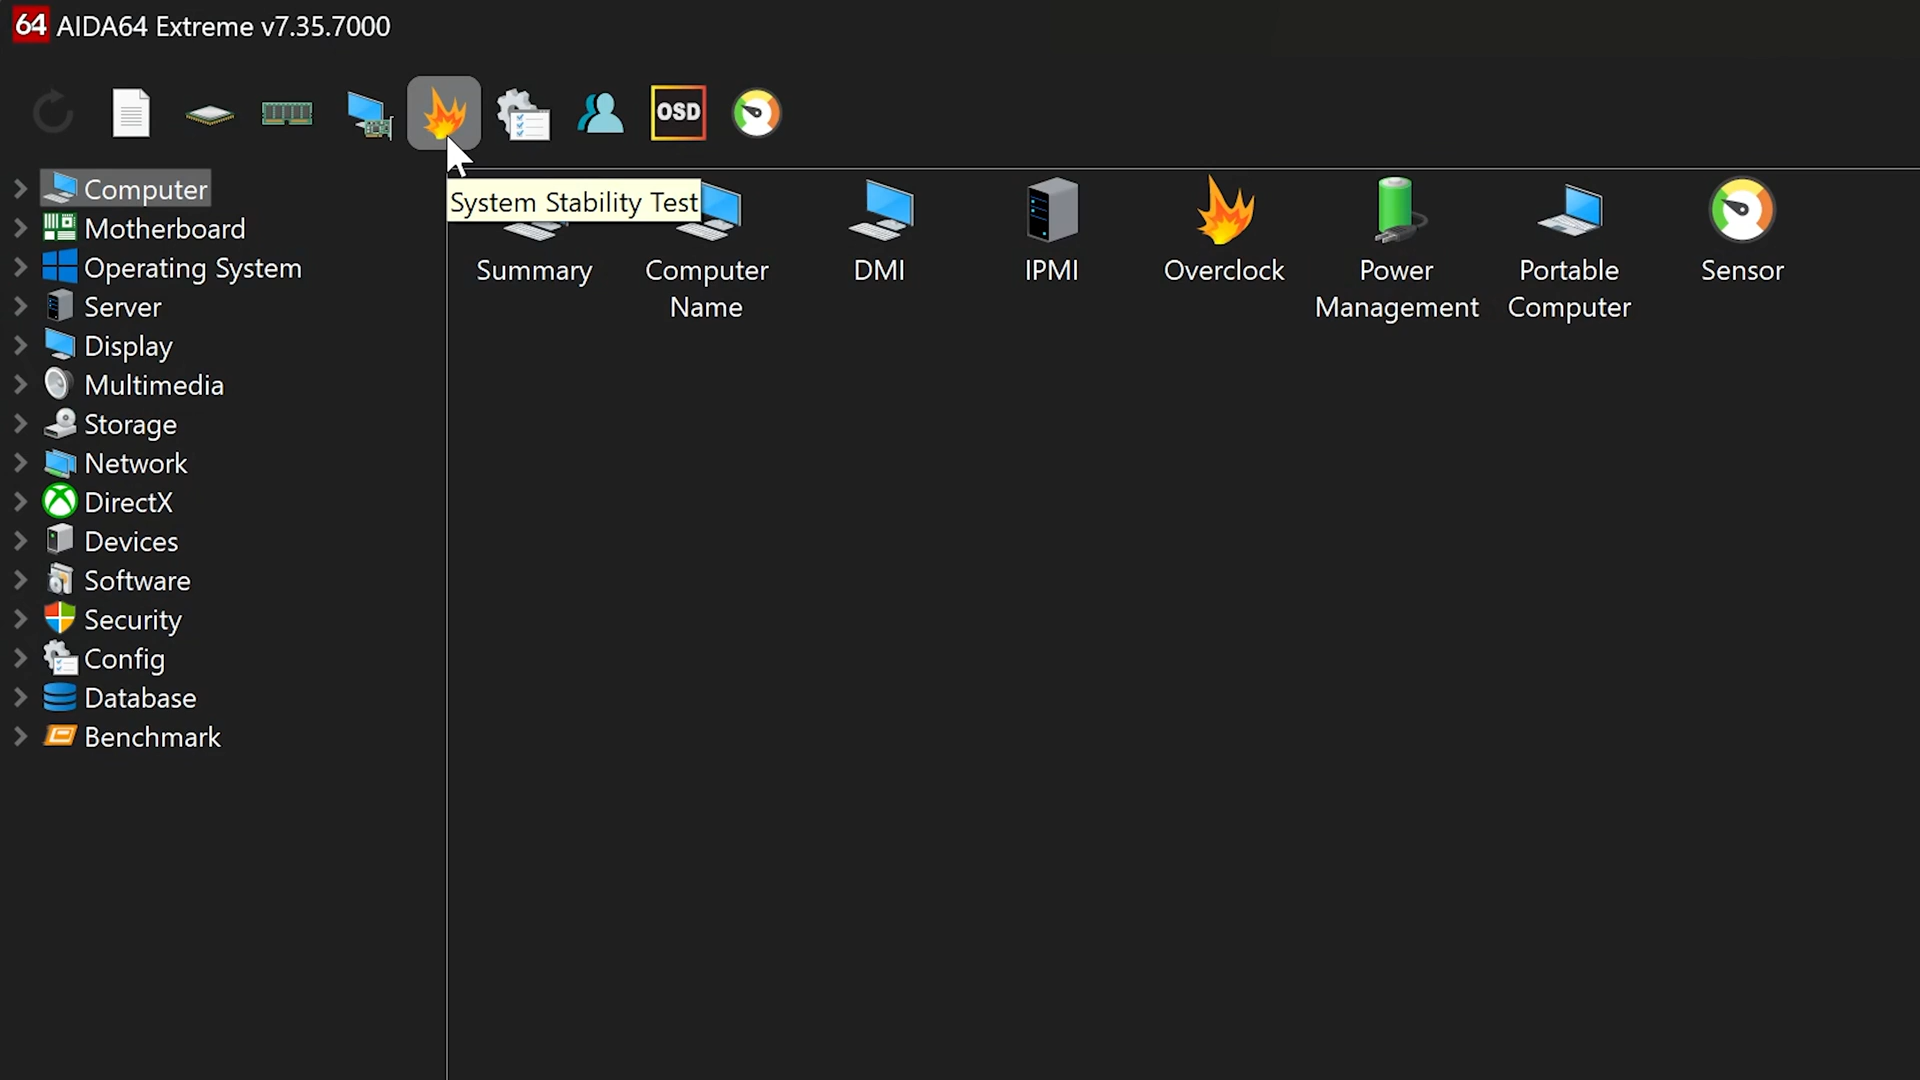 64 AIDA64 Extreme v7.35.7000
OSD
System Stability Test
Computer
Motherboard
Operating System
Server
Display
Multimedia
Storage
Network
DirectX
Devices
Software
Security
Config
Database
Benchmark
Summary
Computer
Name
DMI
IPMI
Overclock
Power
Management
Portable
Computer
Sensor